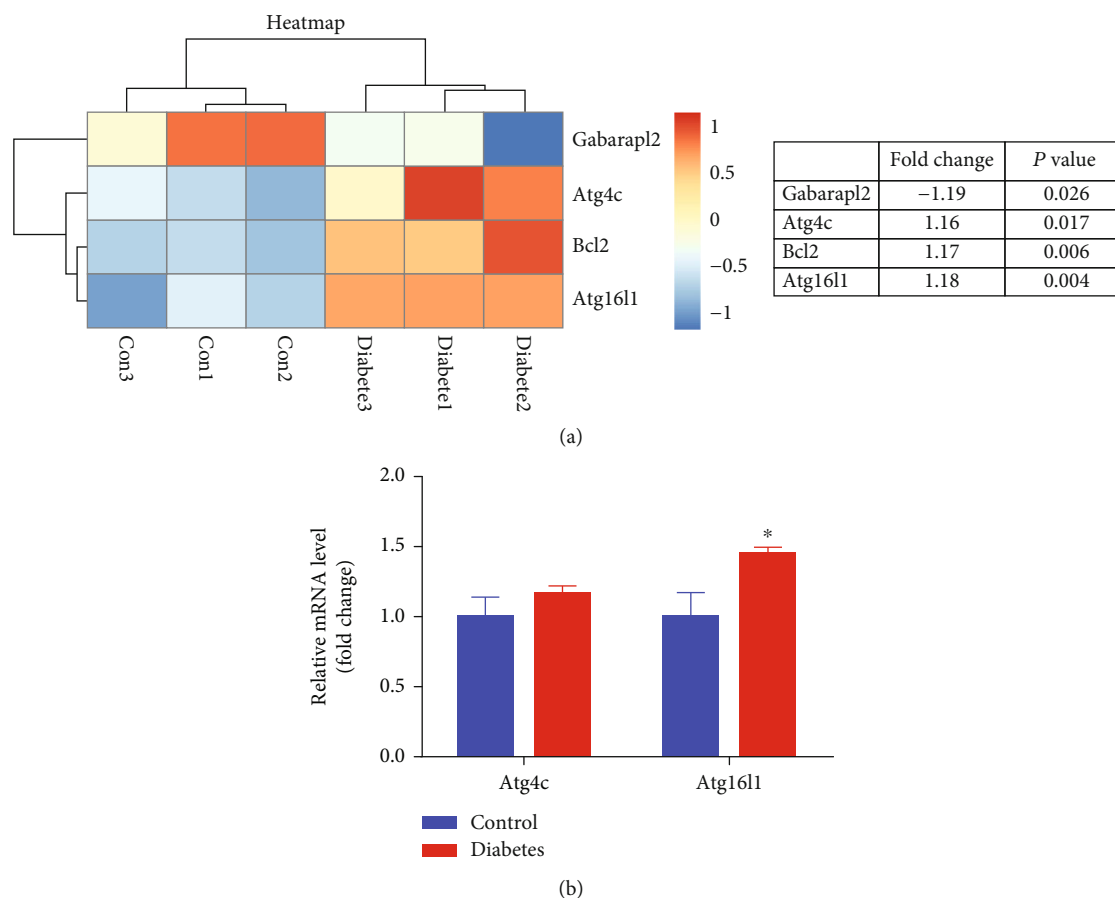 Heatmap
Gabarapl2
Atg4c
Bcl2
Atg16l1
Con3
Con1
Con2
Diabete3
Diabete1
Diabete2
1
0.5
0
−0.5
−1
Fold change P value
Gabarapl2 −1.19 0.026
Atg4c 1.16 0.017
Bcl2 1.17 0.006
Atg16l1 1.18 0.004
(a)
Relative mRNA level
(fold change)
2.0
1.5
1.0
0.5
0.0
*
Atg4c Atg16l1
Control
Diabetes
(b)